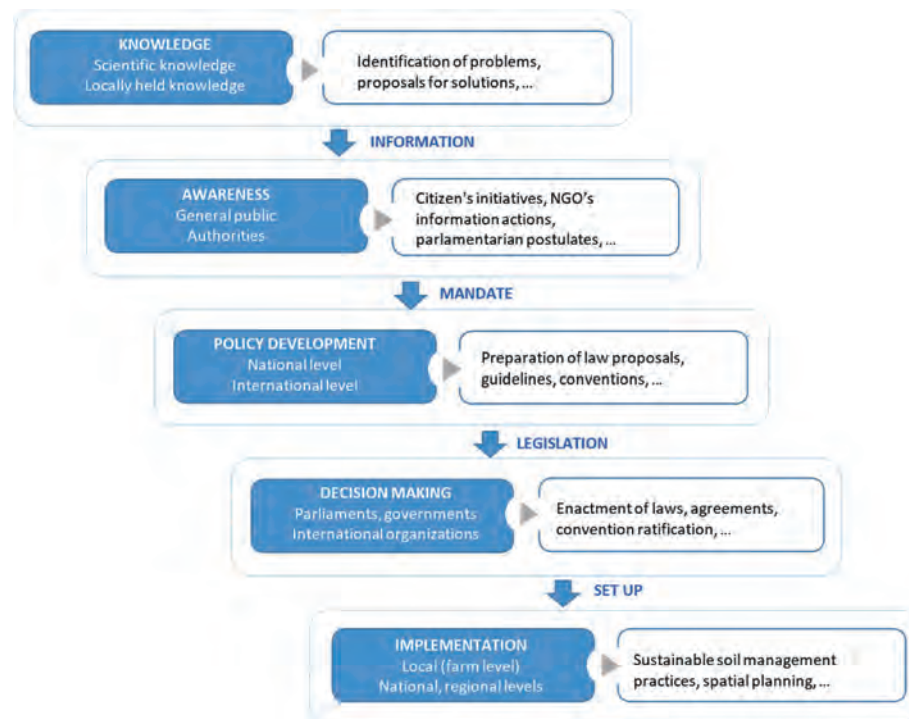 KNOWLEDGE
Scientific knowledge
Locally held knowledge
Identification of problems,
proposals for solutions, ...
INFORMATION
AWARENESS
General public
Authorities
Citizen's initiatives, NGO's
information actions,
parlamentarian postulates, ...
MANDATE
POLICY DEVELOPMENT
National level
International level
Preparation of law proposals,
guidelines, conventions, ...
LEGISLATION
DECISION MAKING
Parliaments, governments
International organizations
Enactment of laws, agreements,
convention ratification, ...
SET UP
IMPLEMENTATION
Local (farm level)
National, regional levels
Sustainable soil management
practices, spatial planning, ...